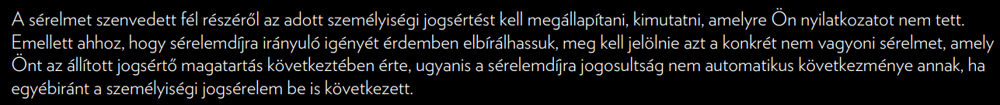 A sérelmet szenvedett fél részéről az adott személyiségi jogsértést kell megállapítani, kimutatni, amelyre Ön nyilatkozatot nem tett.
Emellett ahhoz, hogy sérelemdíjra irányuló igényét érdemben elbírálhassuk, meg kell jelölnie azt a konkrét nem vagyoni sérelmet, amely
Önt az állított jogsértő magatartás következtében érte, ugyanis a sérelemdíjra jogosultság nem automatikus következménye annak, ha
egyébiránt a személyiségi jogsérelem be is következett.